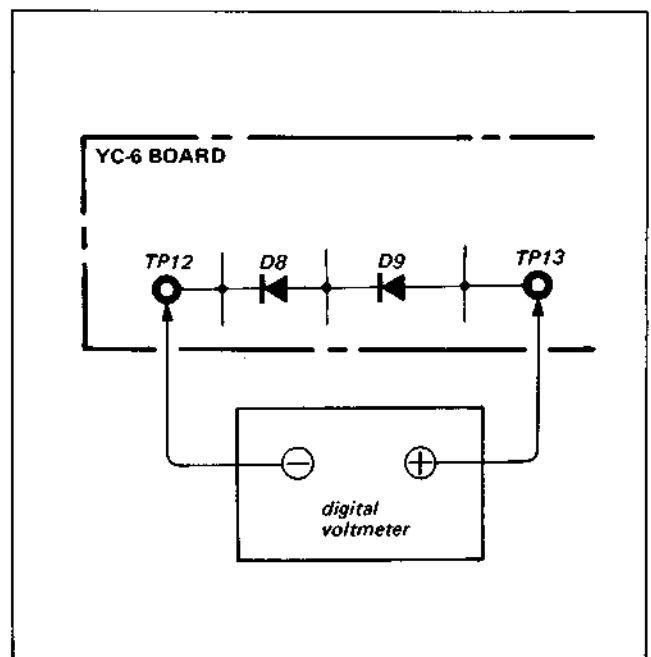 YC-6 BOARD
TP12 D8 D9 TP13
− +
digital
voltmeter